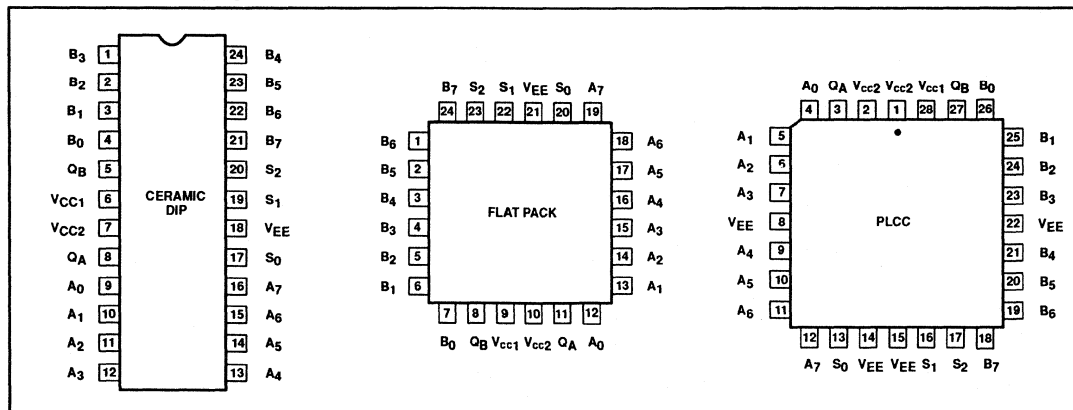 B3 1 24 B4
B2 2 23 B5
B1 3 22 B6
B0 4 21 B7
QB 5 20 S2
VCC1 6 19 S1
VCC2 7 18 VEE
QA 8 17 S0
A0 9 16 A7
A1 10 15 A6
A2 11 14 A5
A3 12 13 A4
CERAMIC
DIP
B7 S2 S1 VEE S0 A7
24 23 22 21 20 19
B6 1 18 A6
B5 2 17 A5
B4 3 16 A4
B3 4 15 A3
B2 5 14 A2
B1 6 13 A1
FLAT PACK
7 8 9 10 11 12
B0 QB Vcc1 Vcc2 QA A0
A0 QA Vcc2 Vcc2 Vcc1 QB B0
4 3 2 1 28 27 26
A1 5 25 B1
A2 6 24 B2
A3 7 23 B3
VEE 8 22 VEE
A4 9 21 B4
A5 10 20 B5
A6 11 19 B6
PLCC
12 13 14 15 16 17 18
A7 S0 VEE VEE S1 S2 B7